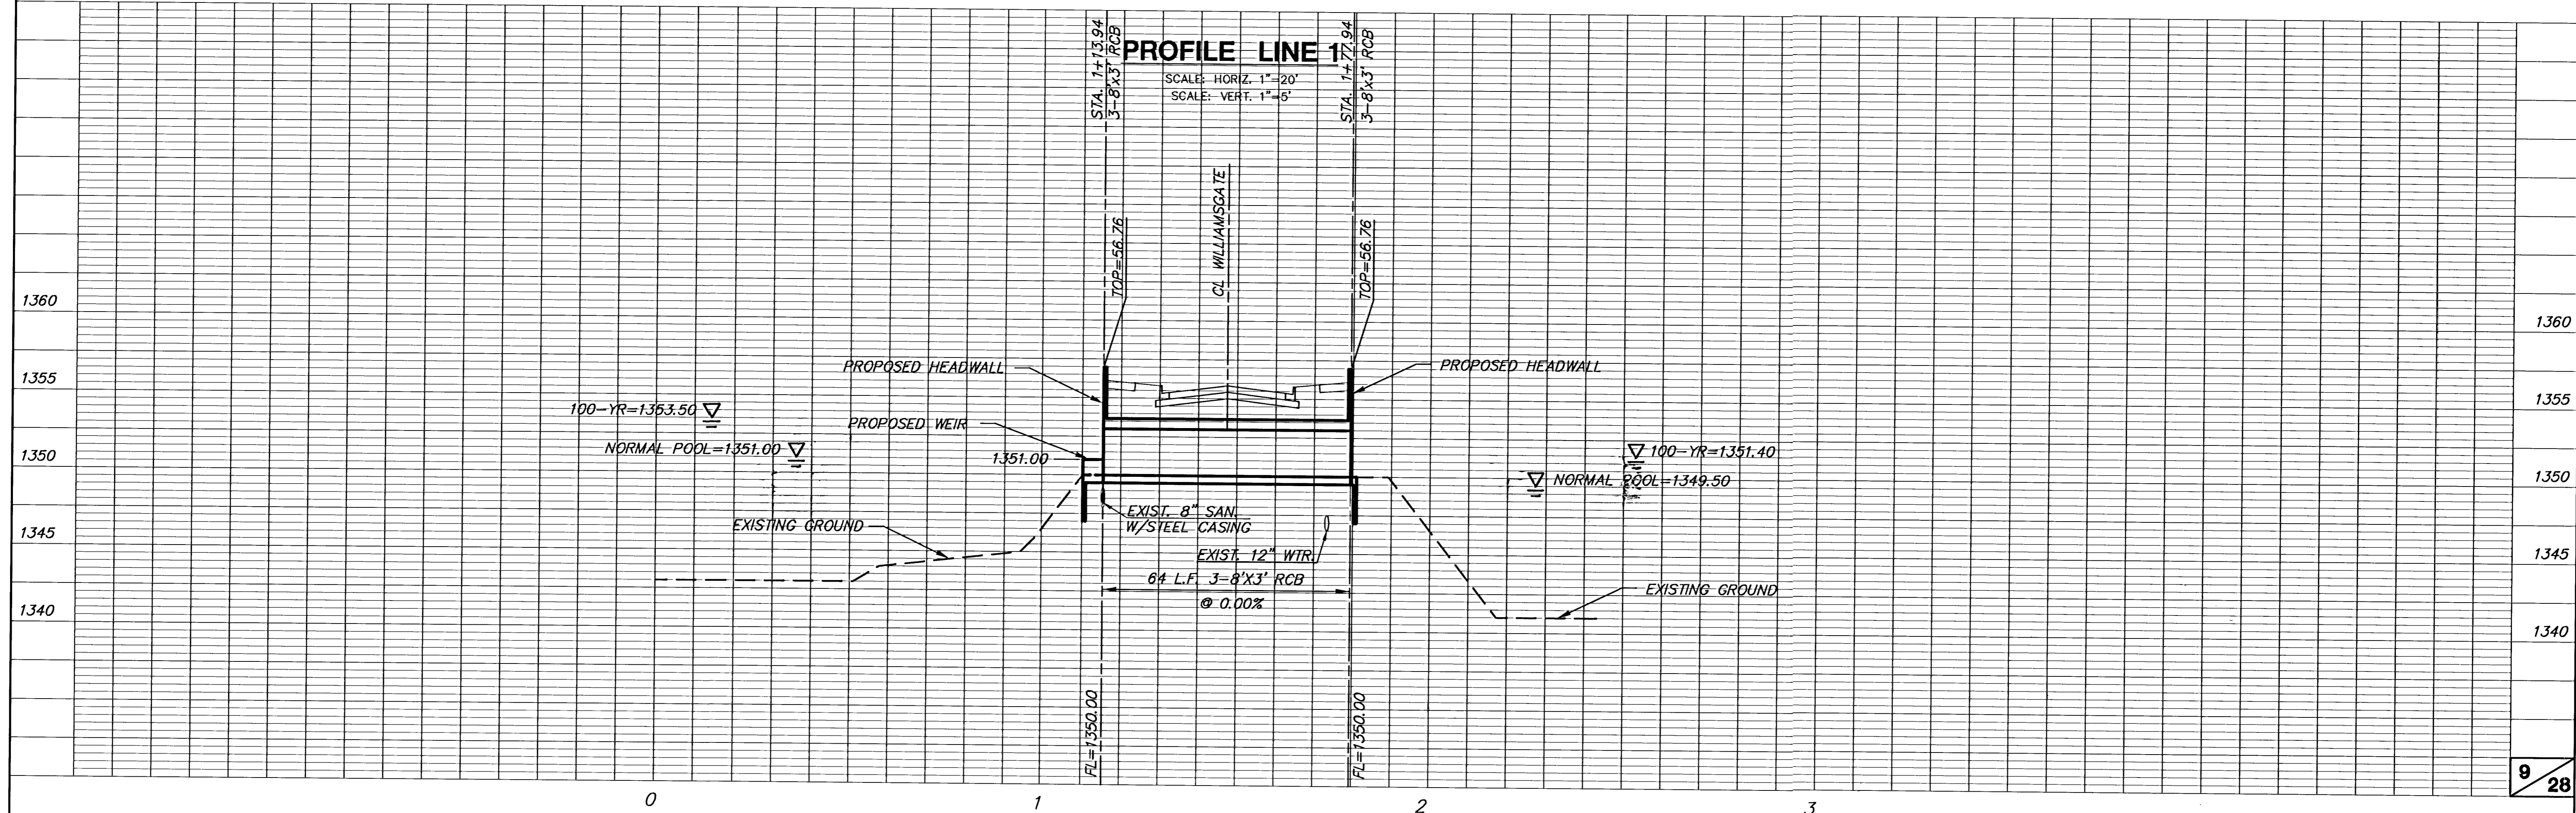 STA. 1+13.94
3-8'x3' RCB
PROFILE LINE 1
SCALE: HORIZ. 1"=20'
SCALE: VERT. 1"=5'
STA. 1+77.94
3-8'x3' RCB
TOP=56.76
CL WILLIAMSGATE
TOP=56.76
1360
1360
PROPOSED HEADWALL
PROPOSED HEADWALL
1355
1355
100-YR=1353.50
PROPOSED WEIR
NORMAL POOL=1351.00
1351.00
100-YR=1351.40
1350
1350
NORMAL POOL=1349.50
EXIST. 8" SAN.
W/STEEL CASING
EXISTING GROUND
1345
1345
EXIST. 12" WTR.
64 L.F. 3-8'X3' RCB
@ 0.00%
EXISTING GROUND
1340
1340
FL=1350.00
FL=1350.00
9
28
0
1
2
3